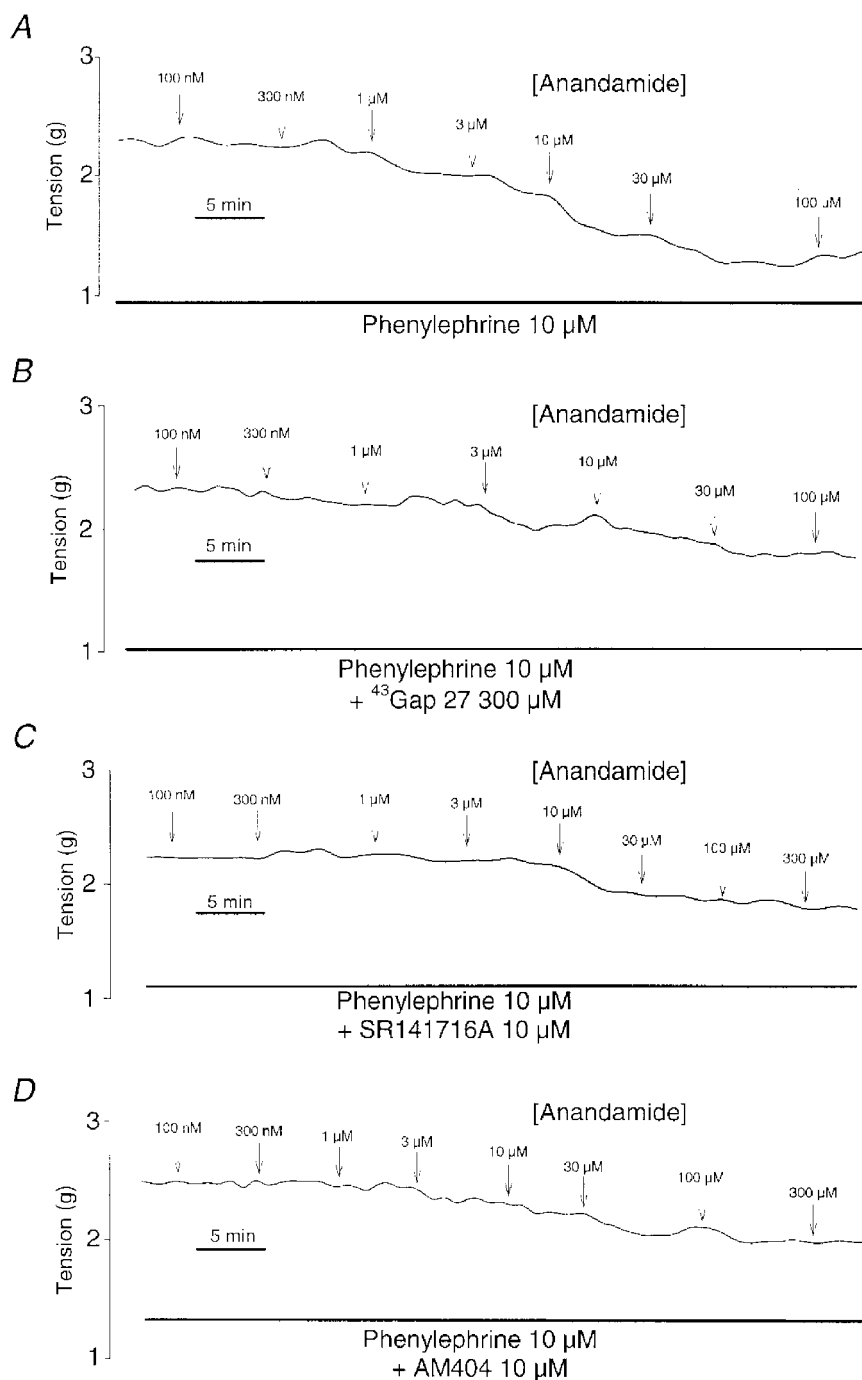 A
3
100 nM
300 nM
1 µM
[Anandamide]
3 µM
10 µM
30 µM
100 µM
Tension (g)
2
5 min
1
Phenylephrine 10 µM
B
3
[Anandamide]
100 nM
300 nM
1 µM
3 µM
10 µM
30 µM
100 µM
Tension (g)
2
5 min
1
Phenylephrine 10 µM
+ ⁴³Gap 27 300 µM
C
3
[Anandamide]
100 nM
300 nM
1 µM
3 µM
10 µM
30 µM
100 µM
300 µM
Tension (g)
2
5 min
1
Phenylephrine 10 µM
+ SR141716A 10 µM
D
3
[Anandamide]
100 nM
300 nM
1 µM
3 µM
10 µM
30 µM
100 µM
300 µM
Tension (g)
2
5 min
1
Phenylephrine 10 µM
+ AM404 10 µM